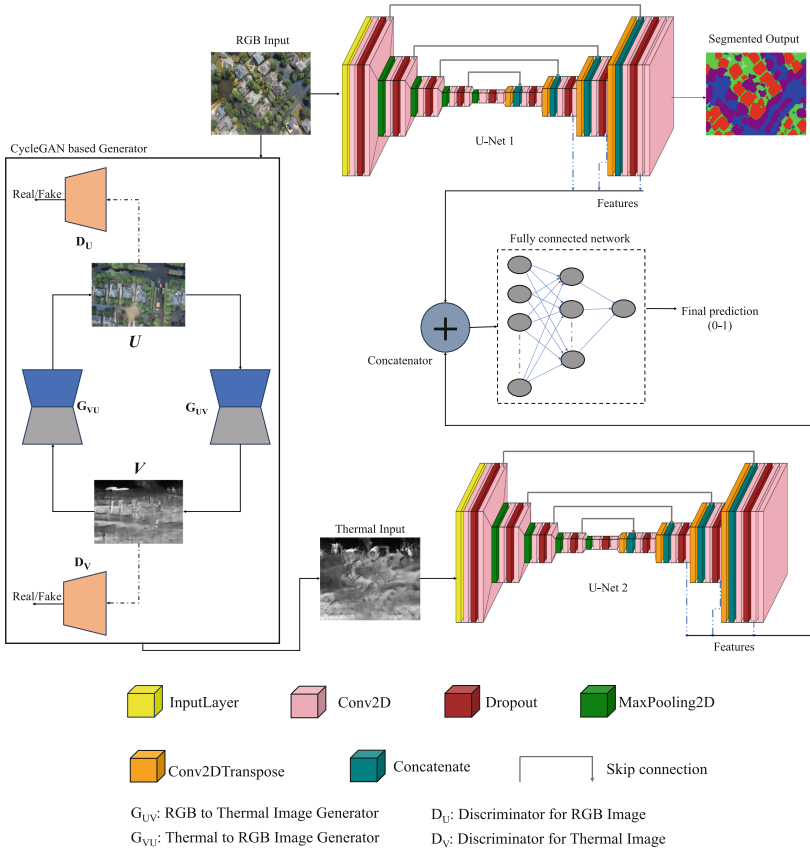 RGB Input
Segmented Output
U-Net 1
CycleGAN based Generator
Real/Fake
D_U
Features
Fully connected network
U
Concatenator
+
Final prediction
(0-1)
G_VU
G_UV
V
Thermal Input
D_V
Real/Fake
U-Net 2
Features
InputLayer
Conv2D
Dropout
MaxPooling2D
Conv2DTranspose
Concatenate
Skip connection
G_UV: RGB to Thermal Image Generator
D_U: Discriminator for RGB Image
G_VU: Thermal to RGB Image Generator
D_V: Discriminator for Thermal Image